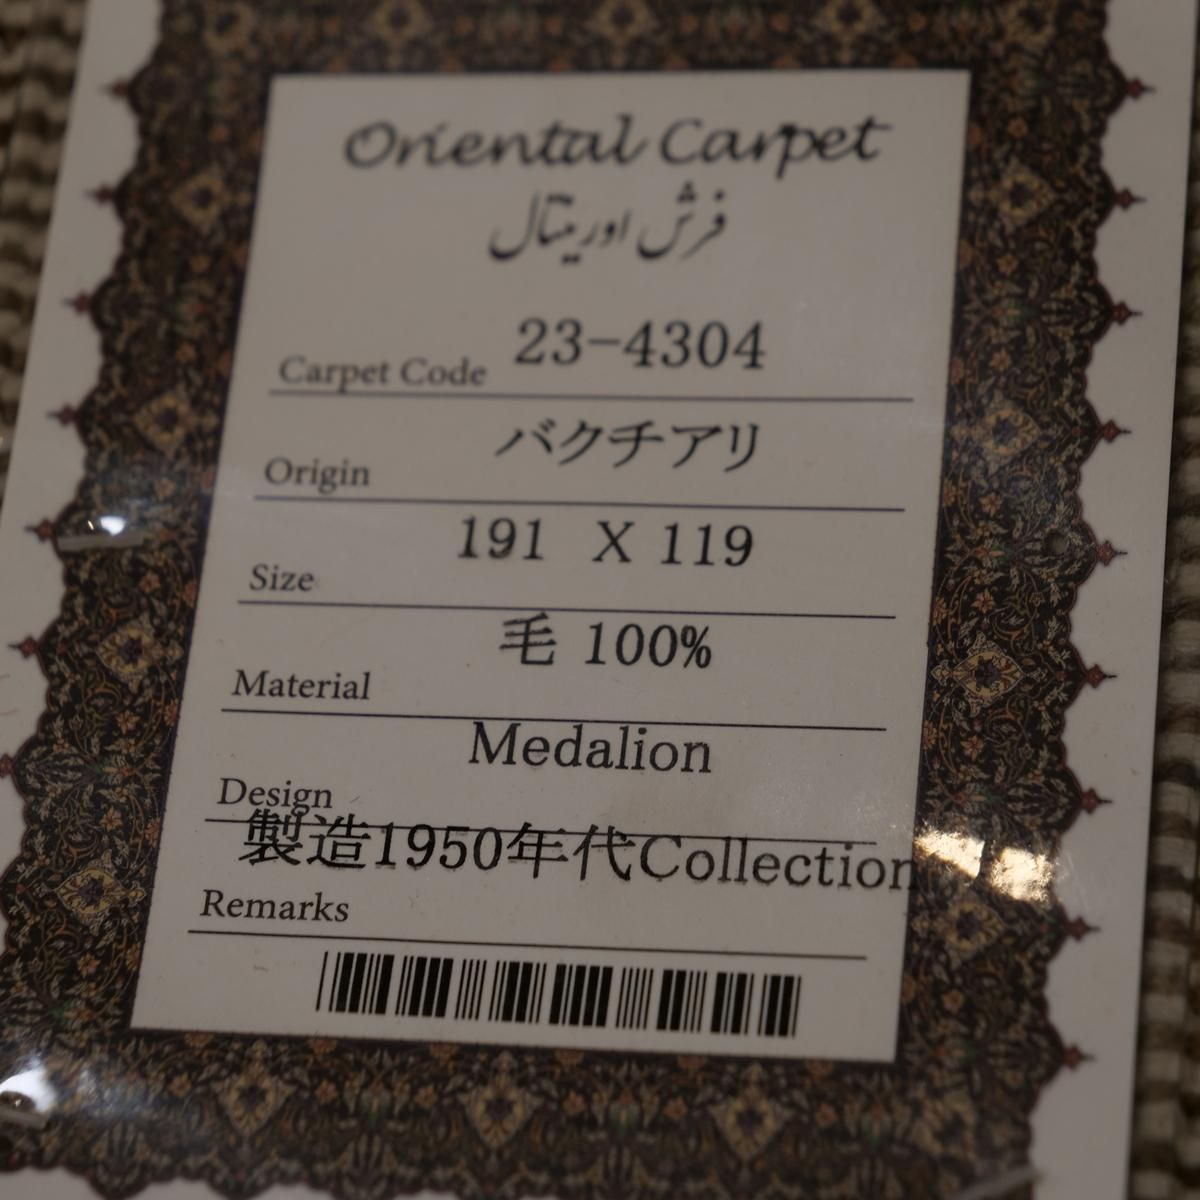 Oriental Carpet
فرش اورینتال
Carpet Code 23-4304
Origin バクチアリ
Size 191 X 119
Material 毛 100%
Design Medalion
Remarks 製造1950年代Collection